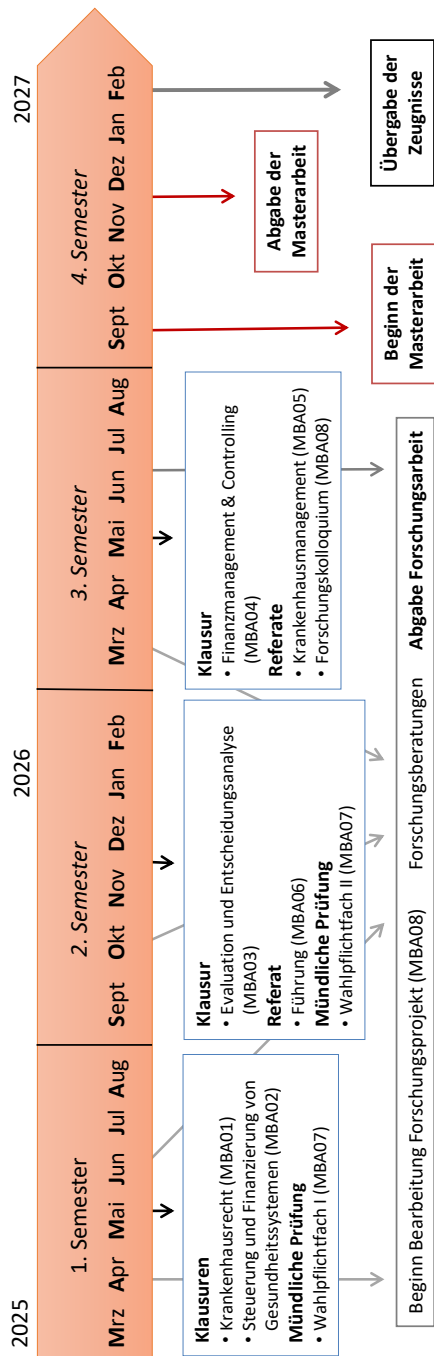 2025
2026
2027
1. Semester
2. Semester
3. Semester
4. Semester
Mrz Apr Mai Jun Jul Aug
Sept Okt Nov Dez Jan Feb
Mrz Apr Mai Jun Jul Aug
Sept Okt Nov Dez Jan Feb
Klausuren
• Krankenhausrecht (MBA01)
• Steuerung und Finanzierung von
Gesundheitssystemen (MBA02)
Mündliche Prüfung
• Wahlpflichtfach I (MBA07)
Klausur
• Evaluation und Entscheidungsanalyse
(MBA03)
Referat
• Führung (MBA06)
Mündliche Prüfung
• Wahlpflichtfach II (MBA07)
Klausur
• Finanzmanagement & Controlling
(MBA04)
Referate
• Krankenhausmanagement (MBA05)
• Forschungskolloquium (MBA08)
Abgabe der
Masterarbeit
Beginn der
Masterarbeit
Übergabe der
Zeugnisse
Beginn Bearbeitung Forschungsprojekt (MBA08) Forschungsberatungen Abgabe Forschungsarbeit